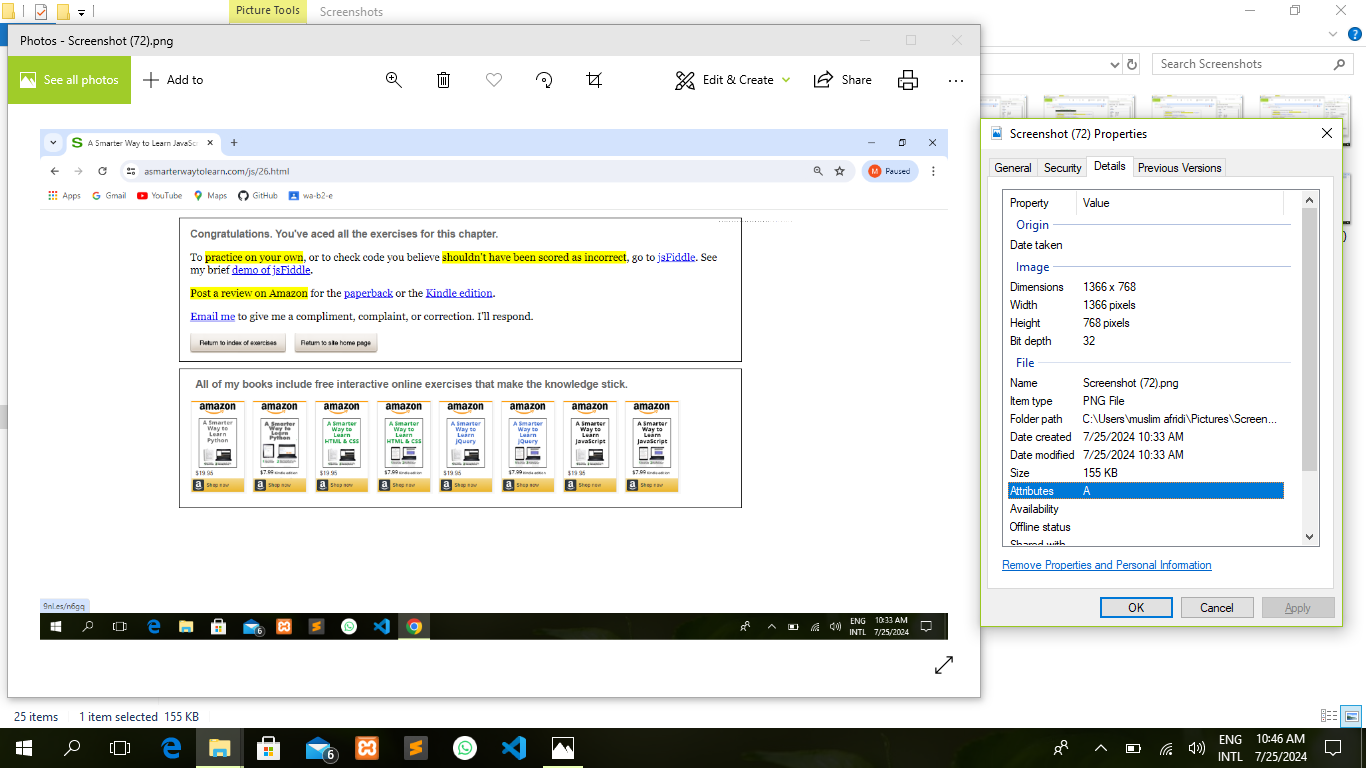 Picture Tools
Screenshots
Photos - Screenshot (72).png
See all photos
Add to
Edit & Create
Share
Search Screenshots
A Smarter Way to Learn JavaSc
asmarterwaytolearn.com/js/26.html
M Paused
Apps
Gmail
YouTube
Maps
GitHub
wa-b2-e
Congratulations. You've aced all the exercises for this chapter.
To practice on your own, or to check code you believe shouldn't have been scored as incorrect, go to jsFiddle. See
my brief demo of jsFiddle.
Post a review on Amazon for the paperback or the Kindle edition.
Email me to give me a compliment, complaint, or correction. I'll respond.
Return to index of exercises
Return to site home page
All of my books include free interactive online exercises that make the knowledge stick.
amazon amazon amazon amazon amazon amazon amazon amazon
A Smarter Way to Learn Python
$19.95
Shop now
A Smarter Way to Learn Python
$7.99 Kindle edition
Shop now
A Smarter Way to Learn HTML & CSS
$19.95
Shop now
A Smarter Way to Learn HTML & CSS
$7.99 Kindle edition
Shop now
A Smarter Way to Learn jQuery
$19.95
Shop now
A Smarter Way to Learn jQuery
$7.99 Kindle edition
Shop now
A Smarter Way to Learn JavaScript
$19.95
Shop now
A Smarter Way to Learn JavaScript
$7.99 Kindle edition
Shop now
9nl.es/n6gq
6
ENG
INTL
10:33 AM
7/25/2024
Screenshot (72) Properties
General
Security
Details
Previous Versions
Property Value
Origin
Date taken
Image
Dimensions 1366 x 768
Width 1366 pixels
Height 768 pixels
Bit depth 32
File
Name Screenshot (72).png
Item type PNG File
Folder path C:\Users\muslim afridi\Pictures\Screen...
Date created 7/25/2024 10:33 AM
Date modified 7/25/2024 10:33 AM
Size 155 KB
Attributes A
Availability
Offline status
Shared with
Remove Properties and Personal Information
OK
Cancel
Apply
25 items
1 item selected 155 KB
6
ENG
INTL
10:46 AM
7/25/2024